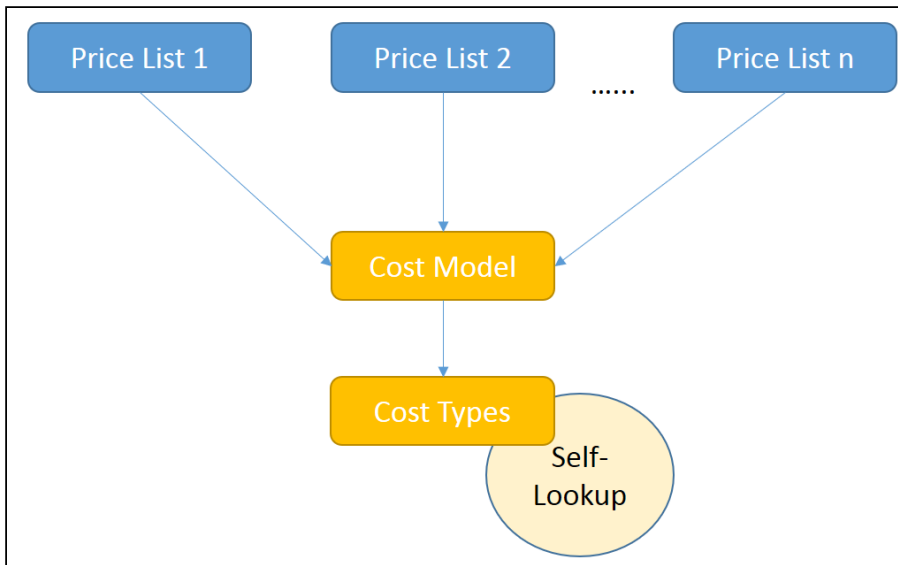 Price List 1
Price List 2
......
Price List n
Cost Model
Cost Types
Self-
Lookup